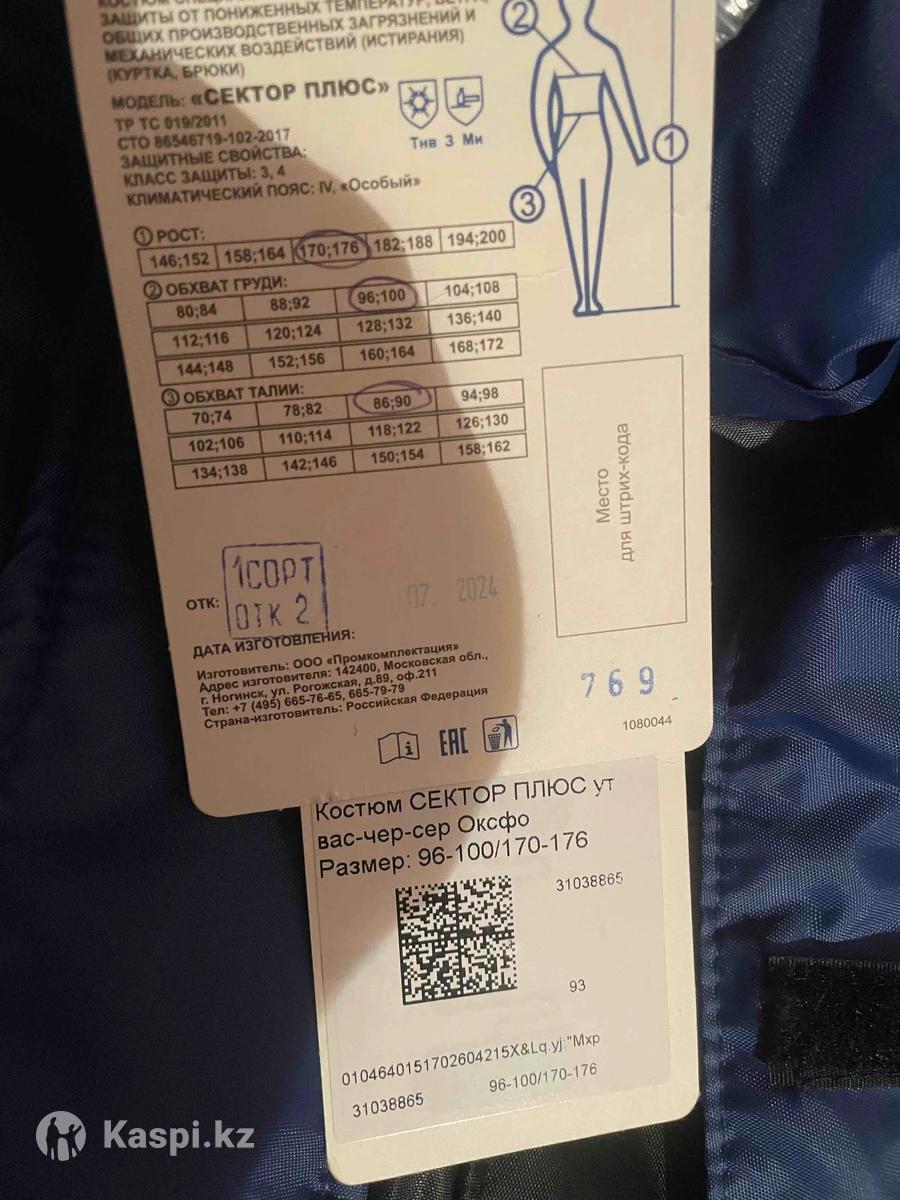 ЗАЩИТЫ ОТ ПОНИЖЕННЫХ ТЕМПЕРАТУР,
ОБЩИХ ПРОИЗВОДСТВЕННЫХ ЗАГРЯЗНЕНИЙ И
МЕХАНИЧЕСКИХ ВОЗДЕЙСТВИЙ (ИСТИРАНИЯ)
(КУРТКА, БРЮКИ)
МОДЕЛЬ: «СЕКТОР ПЛЮС»
ТР ТС 019/2011
СТО 86546719-102-2017
ЗАЩИТНЫЕ СВОЙСТВА:
КЛАСС ЗАЩИТЫ: 3, 4
КЛИМАТИЧЕСКИЙ ПОЯС: IV, «Особый»
Тнв З Ми
2
1
3
1 РОСТ:
146;152 158;164 170;176 182;188 194;200
2 ОБХВАТ ГРУДИ:
80;84 88;92 96;100 104;108
112;116 120;124 128;132 136;140
144;148 152;156 160;164 168;172
3 ОБХВАТ ТАЛИИ:
70;74 78;82 86;90 94;98
102;106 110;114 118;122 126;130
134;138 142;146 150;154 158;162
Место
для штрих-кода
ОТК:
1СОРТ
ОТК 2
07. 2024
ДАТА ИЗГОТОВЛЕНИЯ:
Изготовитель: ООО «Промкомплектация»
Адрес изготовителя: 142400, Московская обл.,
г. Ногинск, ул. Рогожская, д.89, оф.211
Тел: +7 (495) 665-76-65, 665-79-79
Страна-изготовитель: Российская Федерация
769
1080044
EAC
Костюм СЕКТОР ПЛЮС ут
вас-чер-сер Оксфо
Размер: 96-100/170-176
31038865
93
0104640151702604215X&Lq.yj:"Mxp
31038865 96-100/170-176
Kaspi.kz